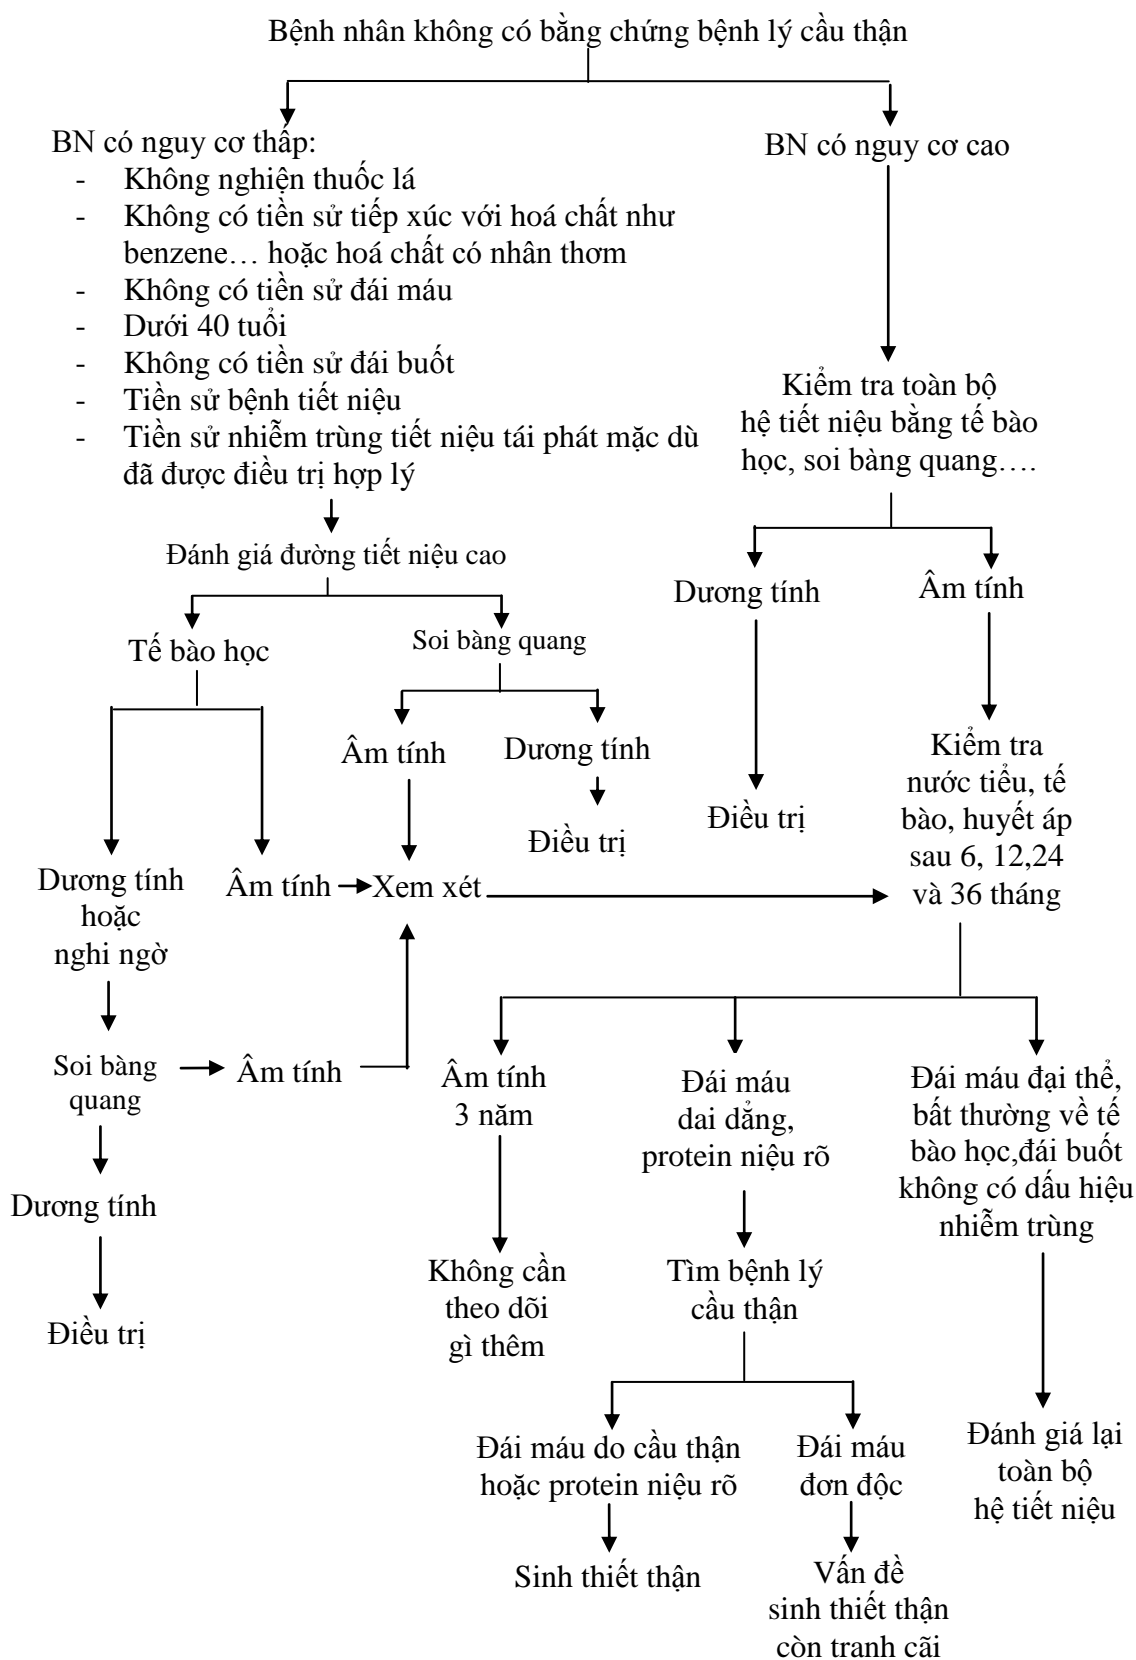 Bệnh nhân không có bằng chứng bệnh lý cầu thận
BN có nguy cơ thấp:
- Không nghiện thuốc lá
- Không có tiền sử tiếp xúc với hoá chất như
benzene… hoặc hoá chất có nhân thơm
- Không có tiền sử đái máu
- Dưới 40 tuổi
- Không có tiền sử đái buốt
- Tiền sử bệnh tiết niệu
- Tiền sử nhiễm trùng tiết niệu tái phát mặc dù
đã được điều trị hợp lý
BN có nguy cơ cao
Kiểm tra toàn bộ
hệ tiết niệu bằng tế bào
học, soi bàng quang….
Đánh giá đường tiết niệu cao
Dương tính
Âm tính
Tế bào học
Soi bàng quang
Âm tính
Dương tính
Điều trị
Điều trị
Kiểm tra
nước tiểu, tế
bào, huyết áp
sau 6, 12,24
và 36 tháng
Dương tính
hoặc
nghi ngờ
Âm tính
Xem xét
Soi bàng
quang
Âm tính
Dương tính
Điều trị
Âm tính
3 năm
Không cần
theo dõi
gì thêm
Đái máu
dai dẳng,
protein niệu rõ
Tìm bệnh lý
cầu thận
Đái máu đại thể,
bất thường về tế
bào học,đái buốt
không có dấu hiệu
nhiễm trùng
Đái máu do cầu thận
hoặc protein niệu rõ
Đái máu
đơn độc
Đánh giá lại
toàn bộ
hệ tiết niệu
Sinh thiết thận
Vấn đề
sinh thiết thận
còn tranh cãi